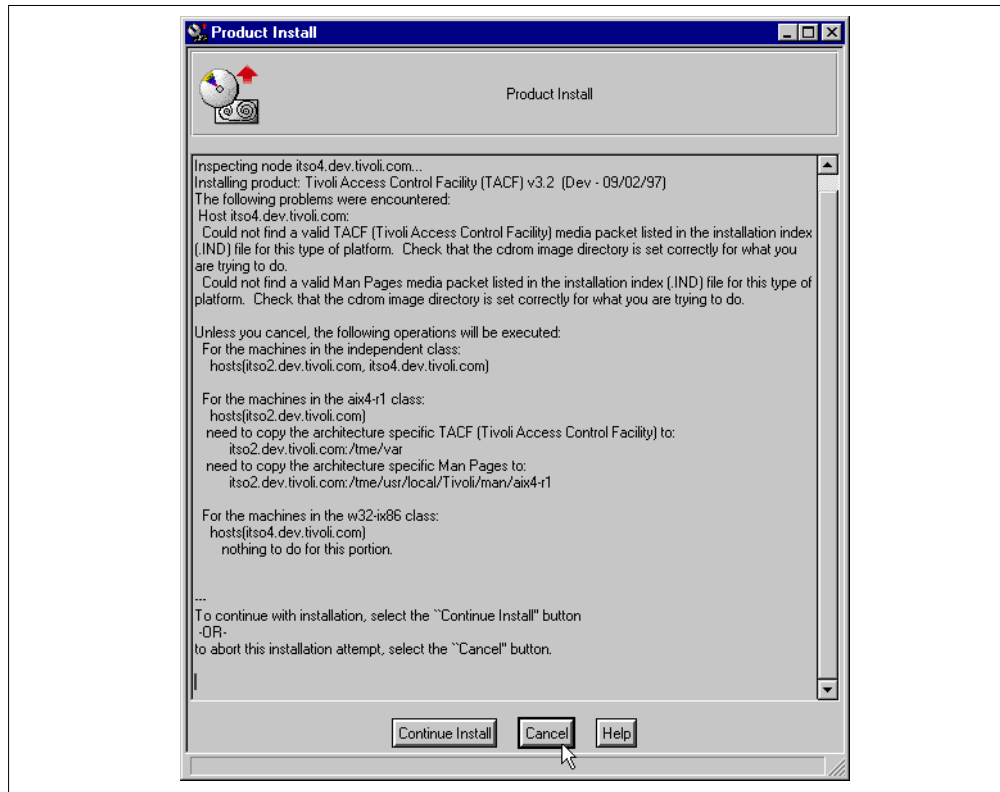 Product Install
Product Install
Inspecting node itso4.dev.tivoli.com...
Installing product: Tivoli Access Control Facility (TACF) v3.2  (Dev - 09/02/97)
The following problems were encountered:
Host itso4.dev.tivoli.com:
Could not find a valid TACF (Tivoli Access Control Facility) media packet listed in the installation index
(.IND) file for this type of platform.  Check that the cdrom image directory is set correctly for what you
are trying to do.
Could not find a valid Man Pages media packet listed in the installation index (.IND) file for this type of
platform.  Check that the cdrom image directory is set correctly for what you are trying to do.
Unless you cancel, the following operations will be executed:
For the machines in the independent class:
hosts(itso2.dev.tivoli.com, itso4.dev.tivoli.com)
For the machines in the aix4-r1 class:
hosts(itso2.dev.tivoli.com)
need to copy the architecture specific TACF (Tivoli Access Control Facility) to:
itso2.dev.tivoli.com:/tme/var
need to copy the architecture specific Man Pages to:
itso2.dev.tivoli.com:/tme/usr/local/Tivoli/man/aix4-r1
For the machines in the w32-ix86 class:
hosts(itso4.dev.tivoli.com)
nothing to do for this portion.
---
To continue with installation, select the ``Continue Install'' button
-OR-
to abort this installation attempt, select the ``Cancel'' button.
Continue Install
Cancel
Help